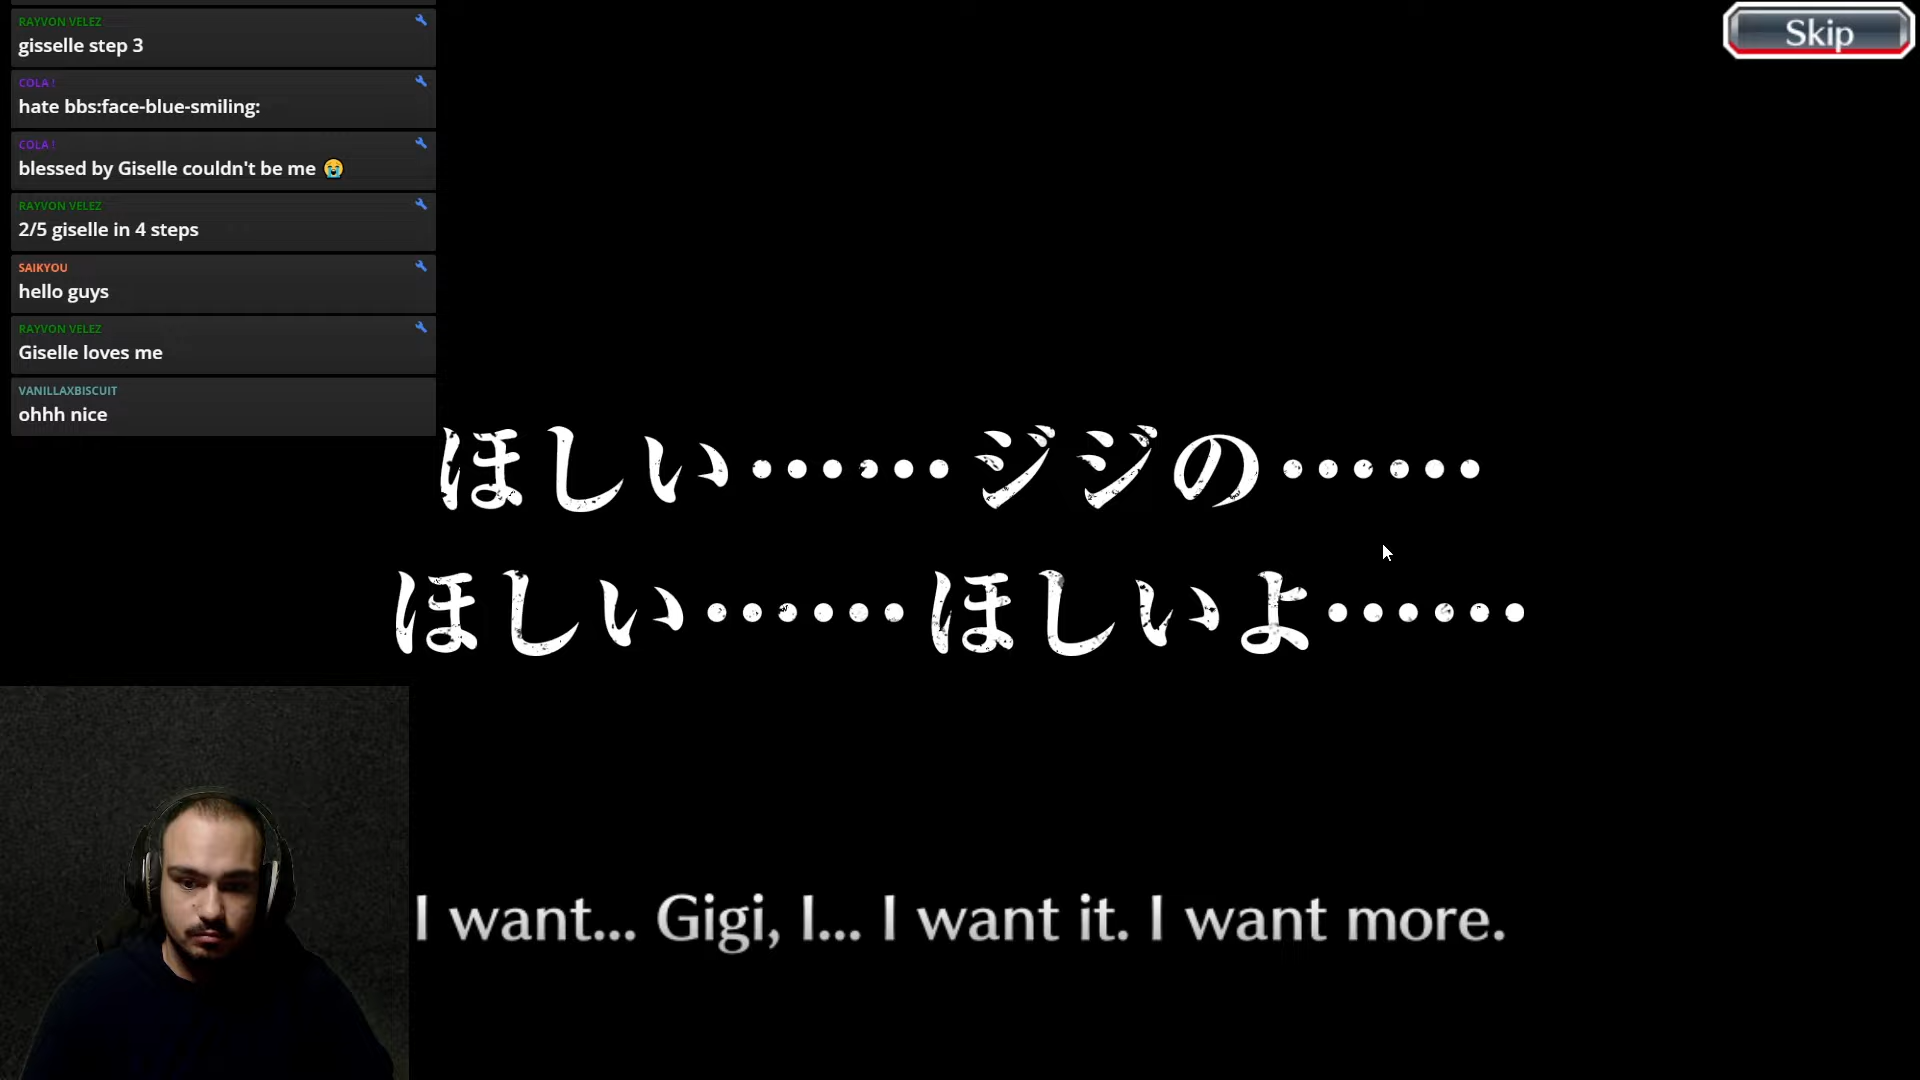 RAYVON VELEZ
gisselle step 3
COLA !
hate bbs:face-blue-smiling:
COLA !
blessed by Giselle couldn't be me 😭
RAYVON VELEZ
2/5 giselle in 4 steps
SAIKYOU
hello guys
RAYVON VELEZ
Giselle loves me
VANILLAXBISCUIT
ohhh nice
Skip
ほしい……ジジの……
ほしい……ほしいよ……
I want... Gigi, I... I want it. I want more.